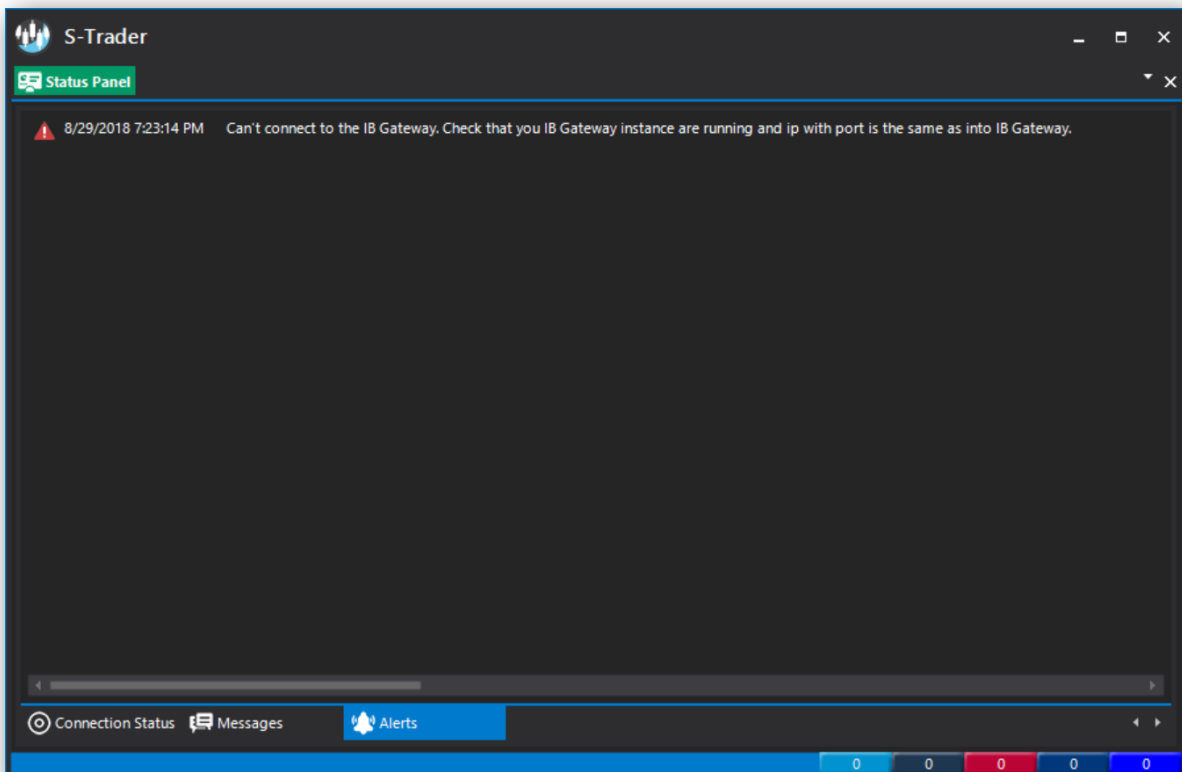 S-Trader
Status Panel
8/29/2018 7:23:14 PM Can't connect to the IB Gateway. Check that you IB Gateway instance are running and ip with port is the same as into IB Gateway.
Connection Status Messages Alerts
0 0 0 0 0